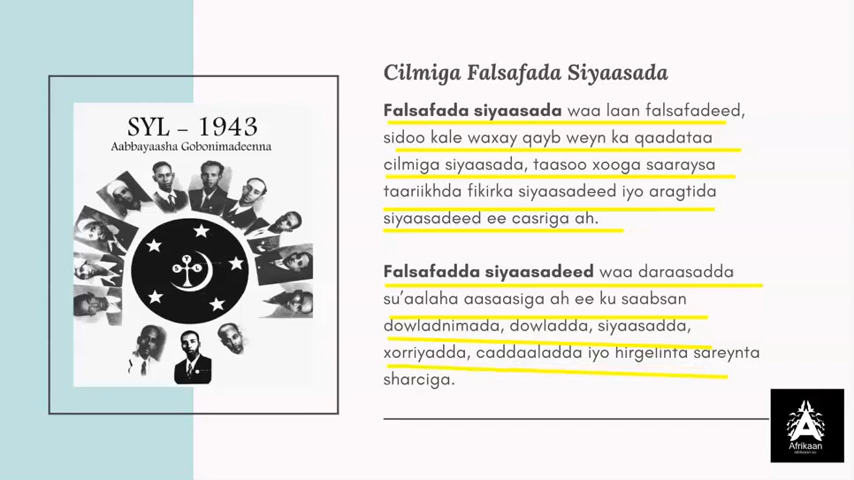 SYL – 1943
Aabbayaasha Gobonimadeenna
Cilmiga Falsafada Siyaasada
Falsafada siyaasada waa laan falsafadeed,
sidoo kale waxay qayb weyn ka qaadataa
cilmiga siyaasada, taasoo xooga saaraysa
taariikhda fikirka siyaasadeed iyo aragtida
siyaasadeed ee casriga ah.
Falsafadda siyaasadeed waa daraasadda
su'aalaha aasaasiga ah ee ku saabsan
dowladnimada, dowladda, siyaasadda,
xorriyadda, caddaaladda iyo hirgelinta sareynta
sharciga.
Afrikaan